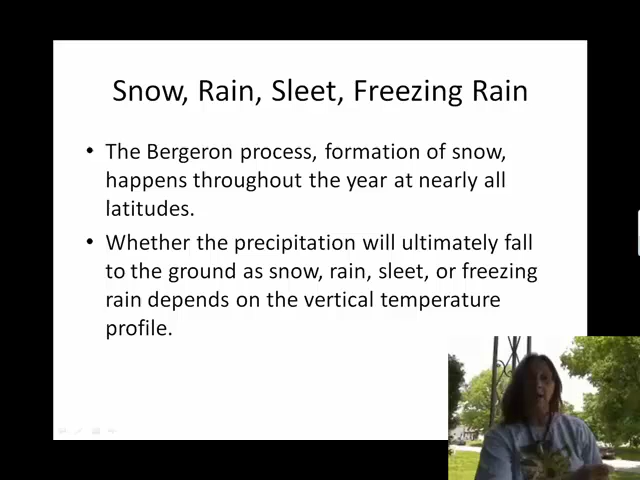 Snow, Rain, Sleet, Freezing Rain
• The Bergeron process, formation of snow,
happens throughout the year at nearly all
latitudes.
• Whether the precipitation will ultimately fall
to the ground as snow, rain, sleet, or freezing
rain depends on the vertical temperature
profile.